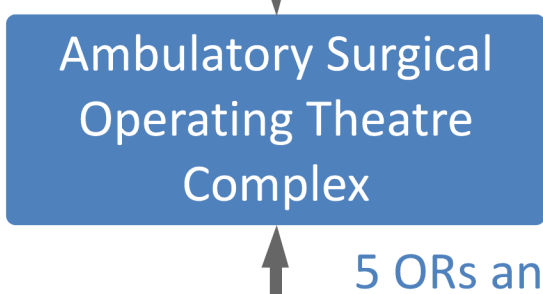 Ambulatory Surgical
Operating Theatre
Complex
5 ORs an